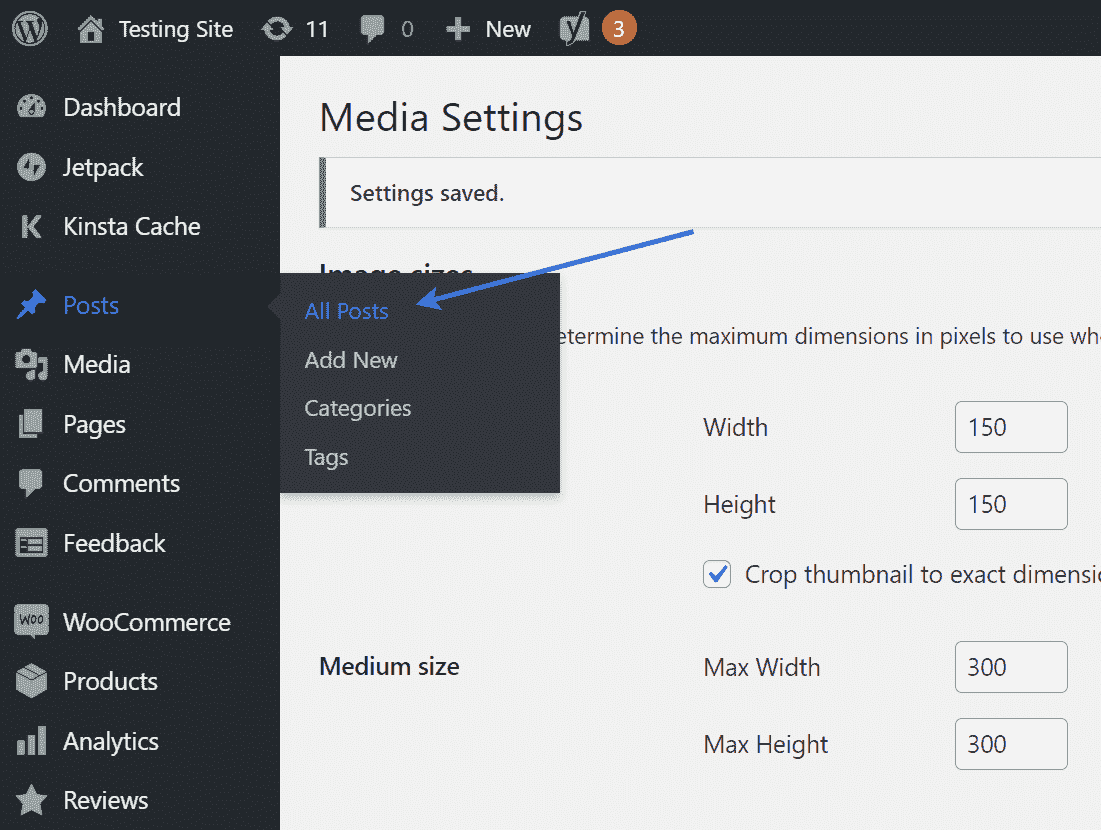 Testing Site 11 0 + New 3
Dashboard
Jetpack
Kinsta Cache
Posts
Media
Pages
Comments
Feedback
WOO WooCommerce
Products
Analytics
Reviews
All Posts
Add New
Categories
Tags
Media Settings
Settings saved.
Image sizes
etermine the maximum dimensions in pixels to use wh
Width 150
Height 150
Crop thumbnail to exact dimensi
Medium size Max Width 300
Max Height 300